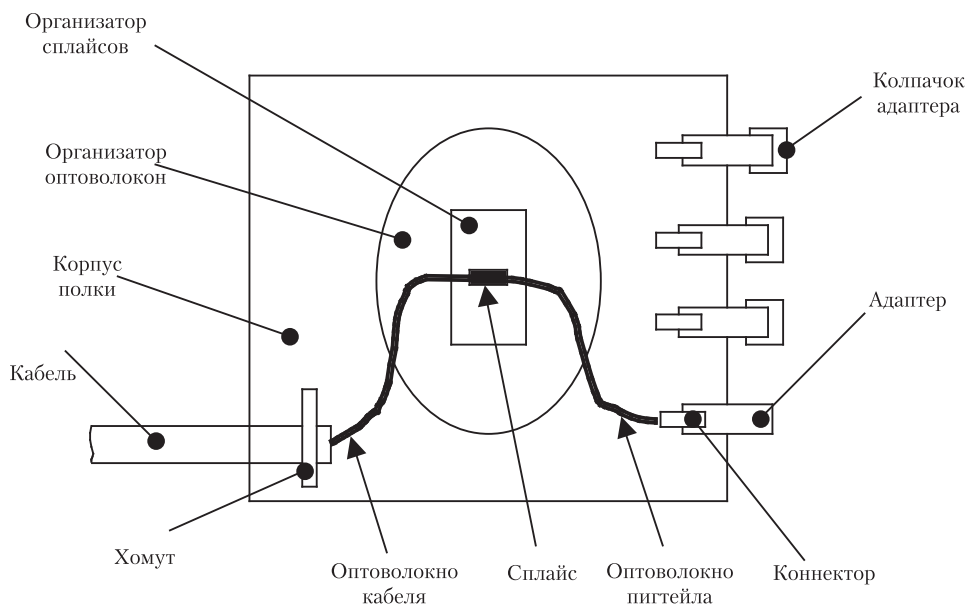 Организатор
сплайсов
Колпачок
адаптера
Организатор
оптоволокон
Корпус
полки
Адаптер
Кабель
Хомут
Оптоволокно
кабеля
Сплайс
Оптоволокно
пигтейла
Коннектор